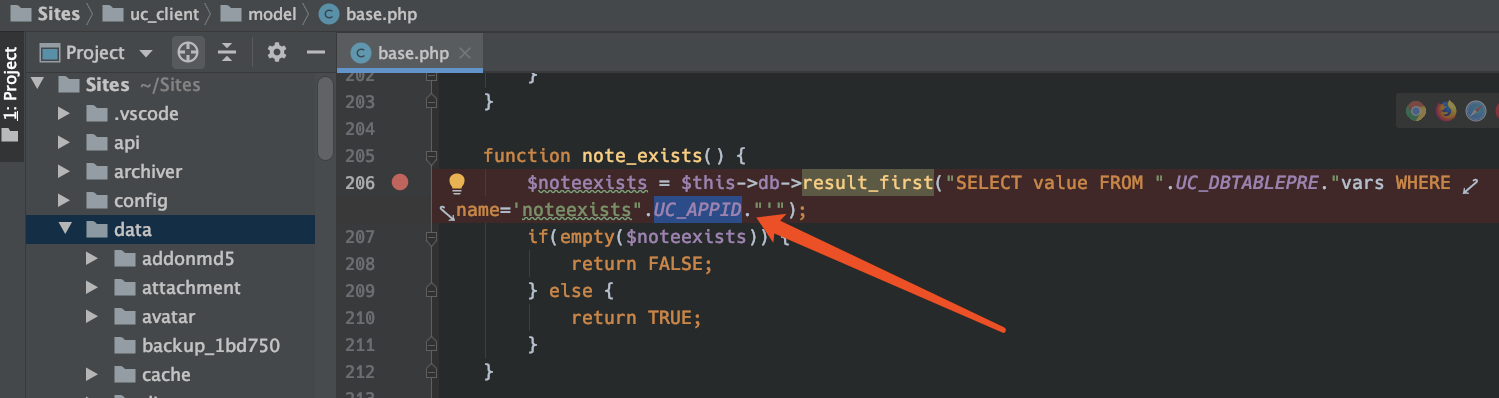 Sites uc_client model base.php
1: Project
Project
base.php
Sites ~/Sites
.vscode
api
archiver
config
data
addonmd5
attachment
avatar
backup_1bd750
cache
202 }
203 }
204
205 function note_exists() {
206 $noteexists = $this->db->result_first("SELECT value FROM ".UC_DBTABLEPRE."vars WHERE
name='noteexists".UC_APPID."'");
207 if(empty($noteexists)) {
208 return FALSE;
209 } else {
210 return TRUE;
211 }
212 }
213